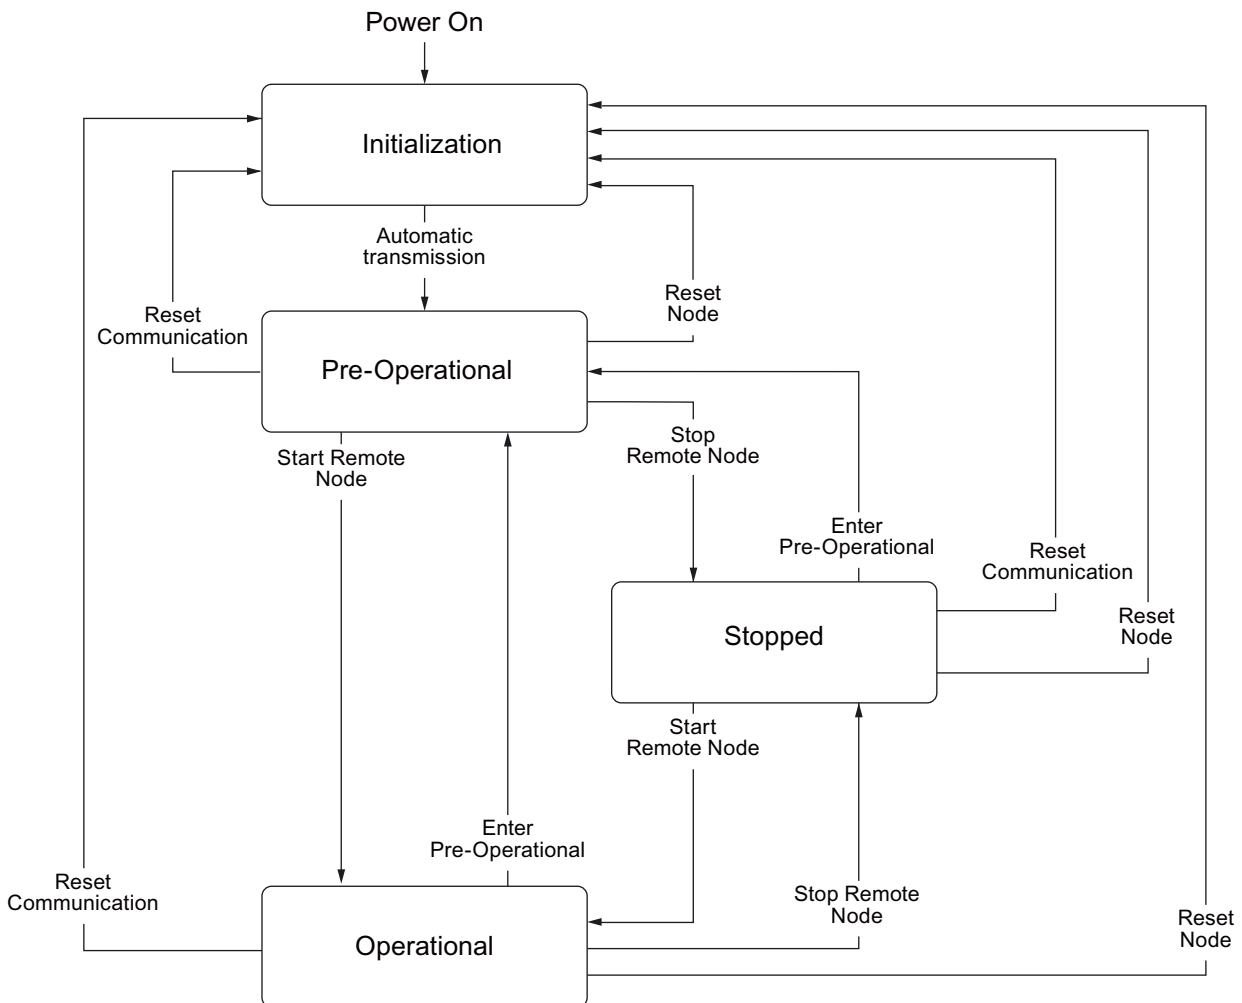 Power On
Initialization
Automatic
transmission
Reset
Node
Reset
Communication
Pre-Operational
Stop
Remote Node
Start Remote
Node
Enter
Pre-Operational
Reset
Communication
Reset
Node
Stopped
Start
Remote Node
Enter
Pre-Operational
Reset
Communication
Stop Remote
Node
Reset
Node
Operational